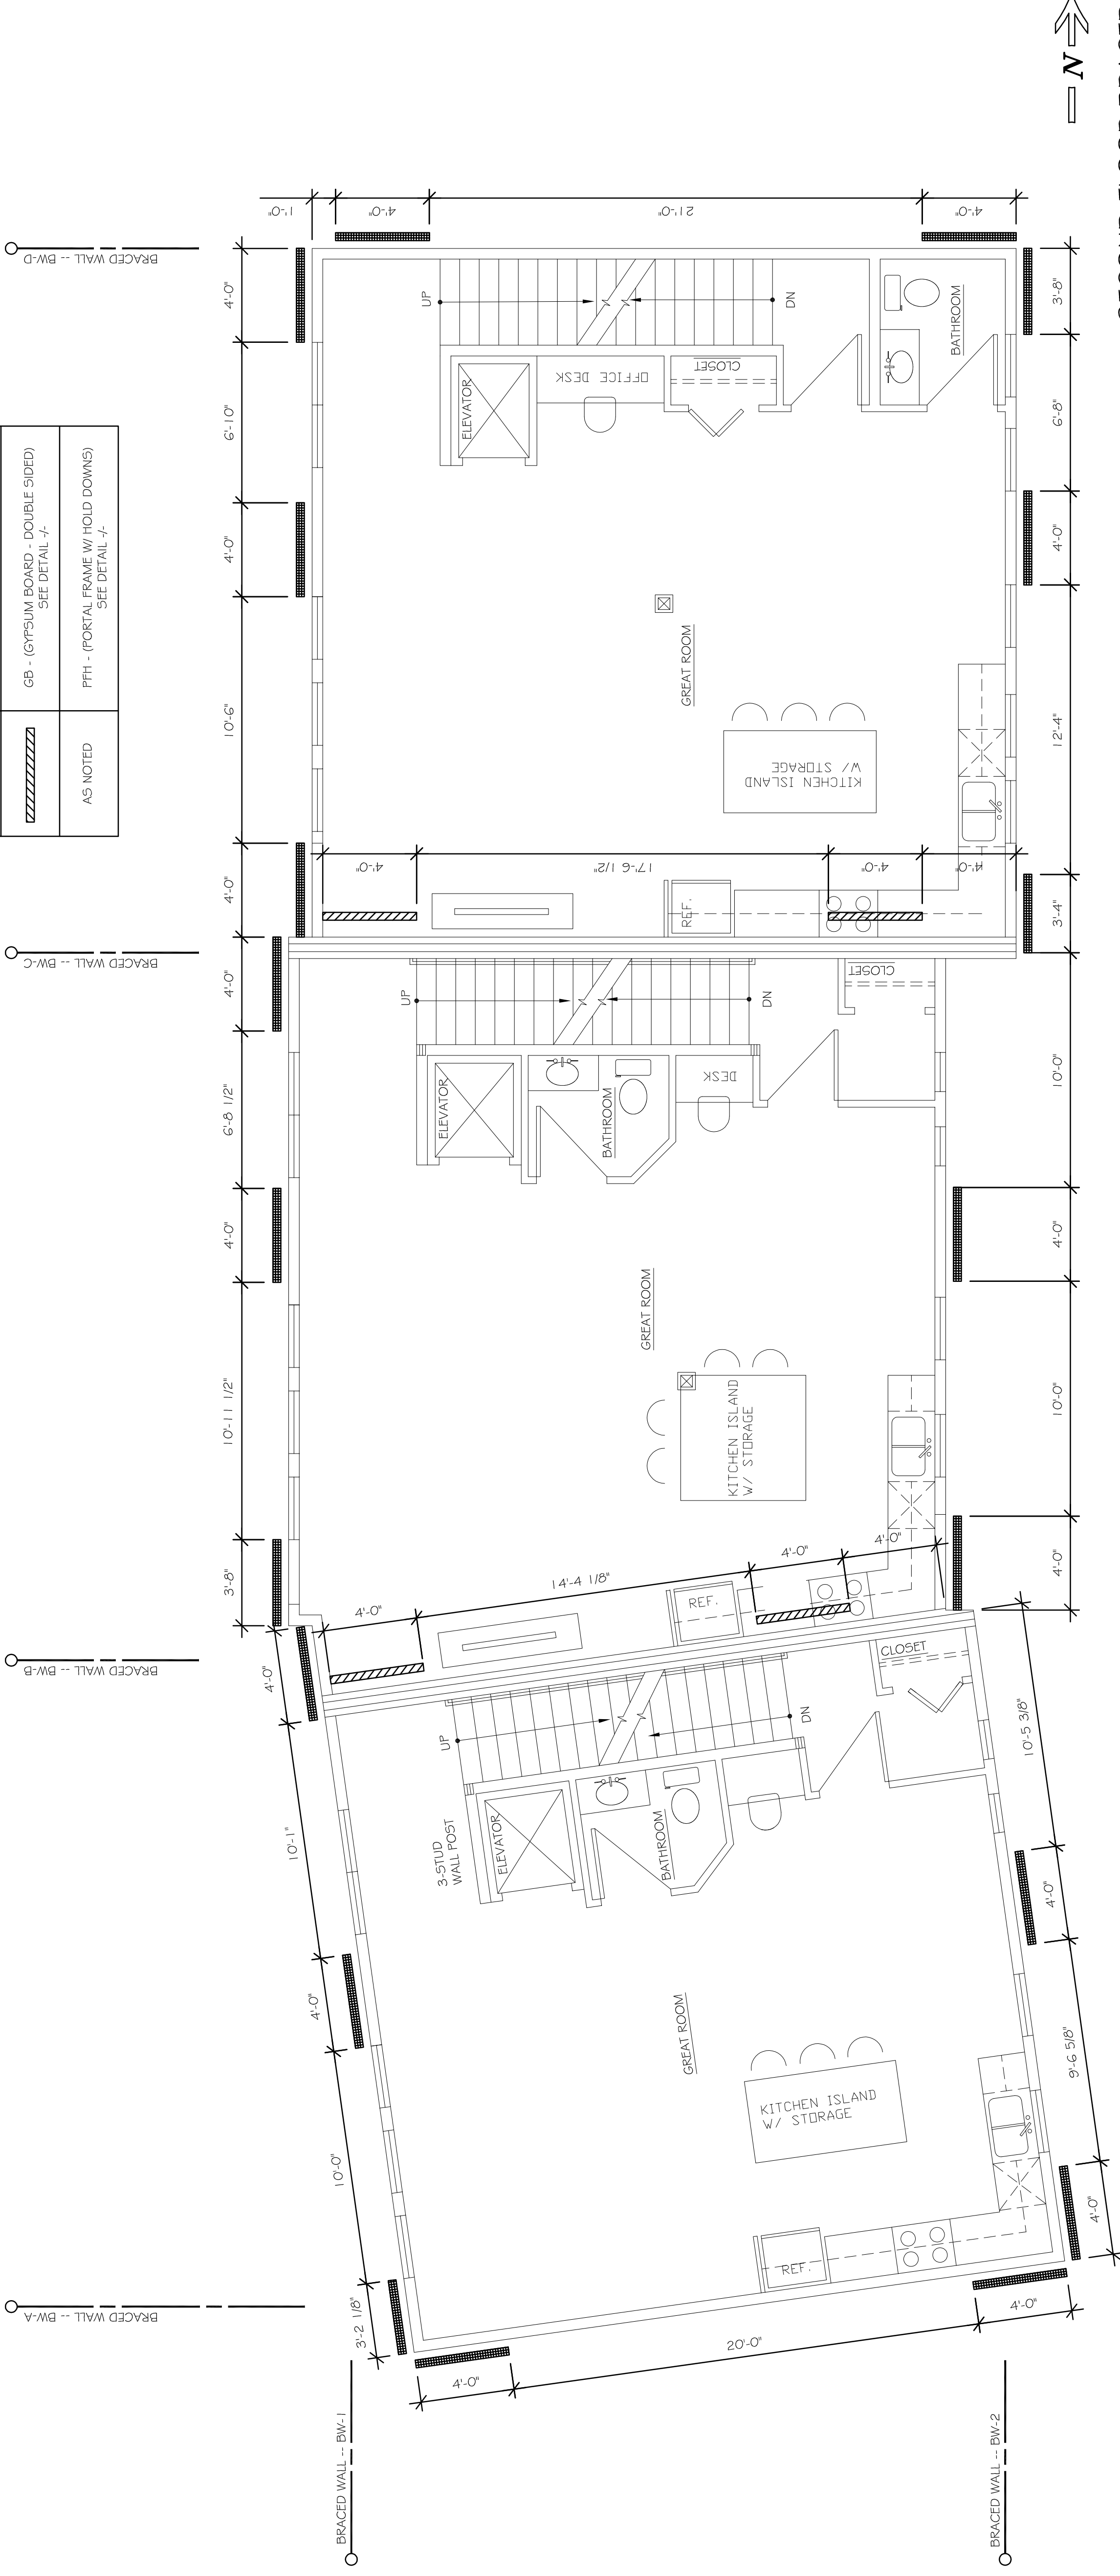 N
BRACED WALL -- BW-D
BRACED WALL -- BW-C
BRACED WALL -- BW-B
BRACED WALL -- BW-A
BRACED WALL -- BW-1
BRACED WALL -- BW-2
GB - (GYPSUM BOARD - DOUBLE SIDED)
SEE DETAIL -/-
AS NOTED
PFH - (PORTAL FRAME W/ HOLD DOWNS)
SEE DETAIL -/-
1'-0"
4'-0"
21'-0"
4'-0"
4'-0"
6'-10"
4'-0"
10'-6"
4'-0"
4'-0"
6'-8 1/2"
4'-0"
10'-11 1/2"
3'-8"
3'-8"
6'-8"
4'-0"
12'-4"
3'-4"
10'-0"
4'-0"
10'-0"
4'-0"
UP
DN
ELEVATOR
OFFICE DESK
CLOSET
BATHROOM
GREAT ROOM
KITCHEN ISLAND
W/ STORAGE
4'-0"
17'-6 1/2"
4'-0"
4'-0"
REF.
UP
DN
CLOSET
ELEVATOR
BATHROOM
DESK
GREAT ROOM
KITCHEN ISLAND
W/ STORAGE
4'-0"
14'-4 1/8"
4'-0"
4'-0"
REF.
4'-0"
10'-1"
4'-0"
10'-0"
3'-2 1/8"
CLOSET
UP
DN
3-STUD
WALL POST
ELEVATOR
BATHROOM
GREAT ROOM
KITCHEN ISLAND
W/ STORAGE
REF.
10'-5 3/8"
4'-0"
9'-6 5/8"
4'-0"
4'-0"
20'-0"
4'-0"